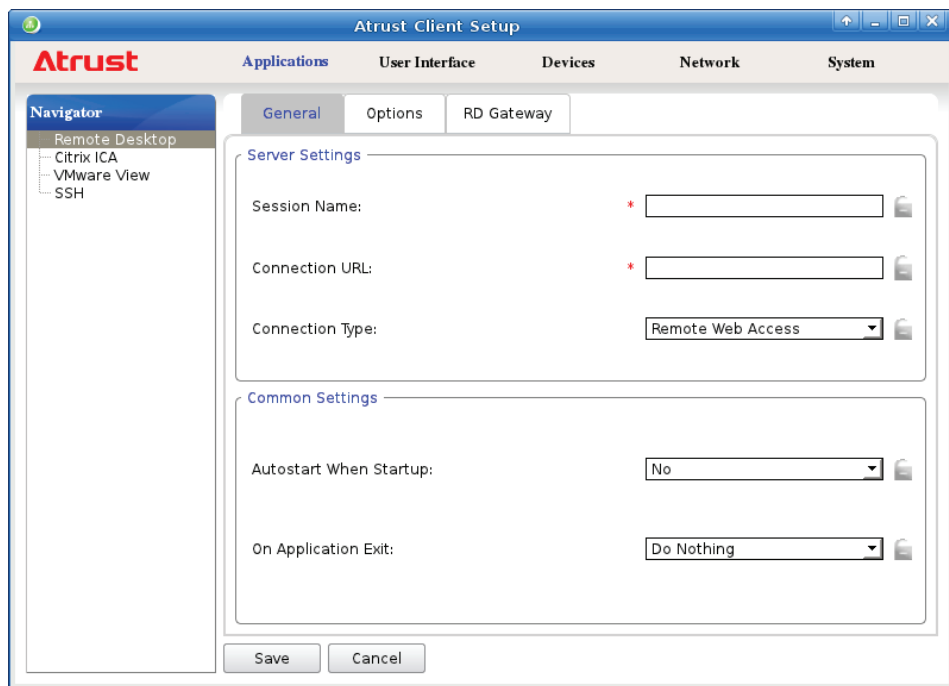 Atrust Client Setup
Atrust
Applications
User Interface
Devices
Network
System
Navigator
Remote Desktop
Citrix ICA
VMware View
SSH
General
Options
RD Gateway
Server Settings
Session Name: *
Connection URL: *
Connection Type: Remote Web Access
Common Settings
Autostart When Startup: No
On Application Exit: Do Nothing
Save
Cancel